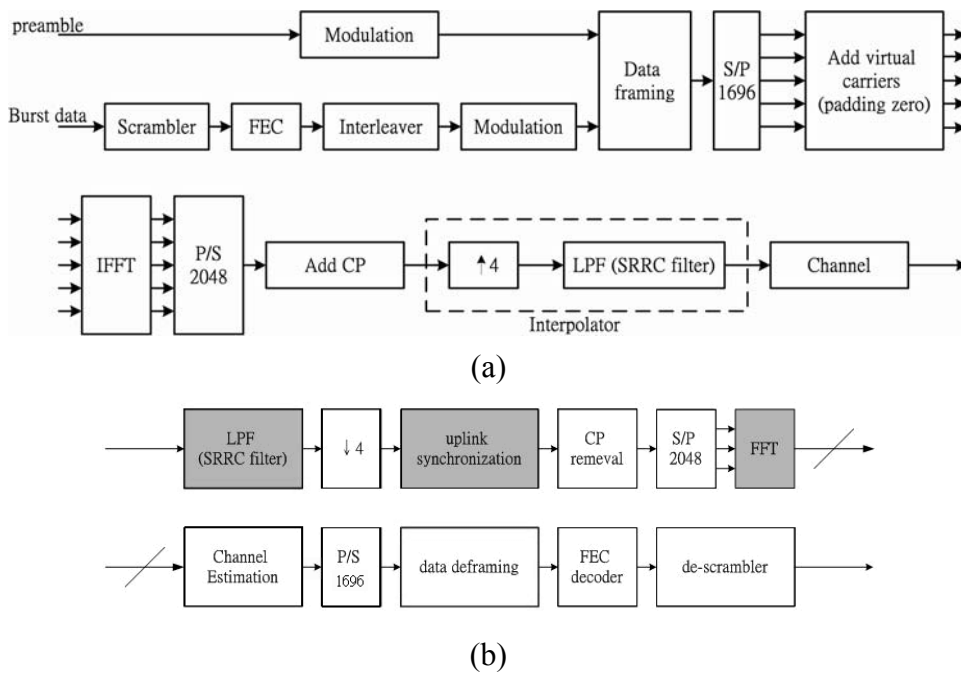 preamble
Modulation
Burst data
Scrambler
FEC
Interleaver
Modulation
Data
framing
S/P
1696
Add virtual
carriers
(padding zero)
IFFT
P/S
2048
Add CP
↑4
LPF (SRRC filter)
Interpolator
Channel
(a)
LPF
(SRRC filter)
↓4
uplink
synchronization
CP
remeval
S/P
2048
FFT
Channel
Estimation
P/S
1696
data deframing
FEC
decoder
de-scrambler
(b)